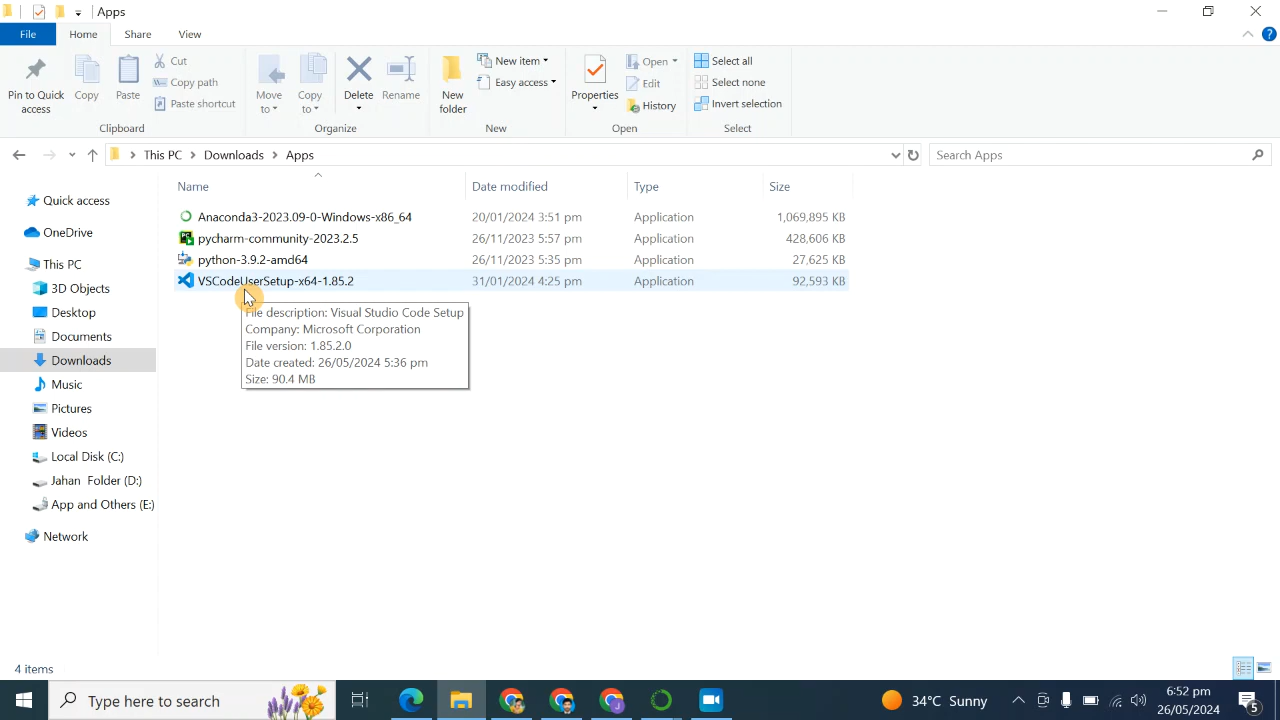 Apps
File Home Share View
Pin to Quick access
Copy
Paste
Cut
Copy path
Paste shortcut
Clipboard
Move to
Copy to
Delete
Rename
Organize
New folder
New item
Easy access
New
Properties
Open
Edit
History
Open
Select all
Select none
Invert selection
Select
This PC > Downloads > Apps
Search Apps
Name Date modified Type Size
Anaconda3-2023.09-0-Windows-x86_64 20/01/2024 3:51 pm Application 1,069,895 KB
pycharm-community-2023.2.5 26/11/2023 5:57 pm Application 428,606 KB
python-3.9.2-amd64 26/11/2023 5:35 pm Application 27,625 KB
VSCodeUserSetup-x64-1.85.2 31/01/2024 4:25 pm Application 92,593 KB
File description: Visual Studio Code Setup
Company: Microsoft Corporation
File version: 1.85.2.0
Date created: 26/05/2024 5:36 pm
Size: 90.4 MB
Quick access
OneDrive
This PC
3D Objects
Desktop
Documents
Downloads
Music
Pictures
Videos
Local Disk (C:)
Jahan Folder (D:)
App and Others (E:)
Network
4 items
Type here to search
34°C Sunny
6:52 pm
26/05/2024
5